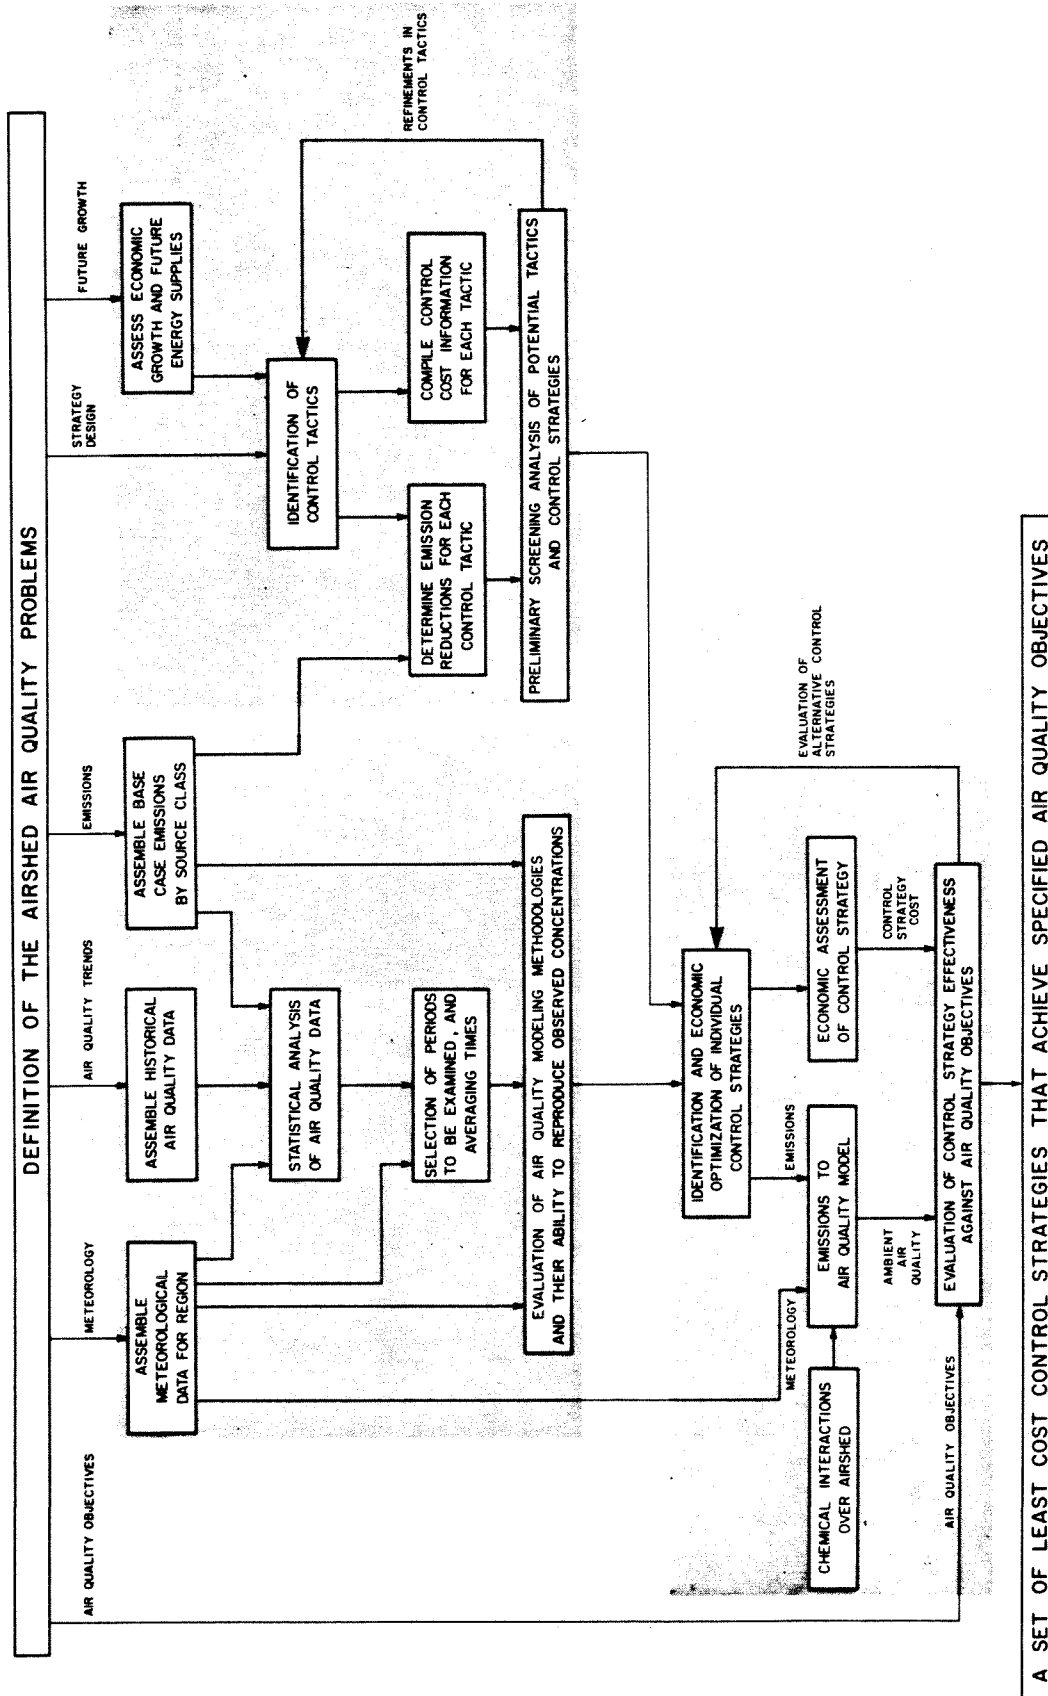 DEFINITION OF THE AIRSHED AIR QUALITY PROBLEMS
AIR QUALITY OBJECTIVES
METEOROLOGY
AIR QUALITY TRENDS
EMISSIONS
STRATEGY
DESIGN
FUTURE GROWTH
ASSEMBLE
METEOROLOGICAL
DATA FOR REGION
ASSEMBLE HISTORICAL
AIR QUALITY DATA
ASSEMBLE BASE
CASE EMISSIONS
BY SOURCE CLASS
ASSESS ECONOMIC
GROWTH AND FUTURE
ENERGY SUPPLIES
STATISTICAL ANALYSIS
OF AIR QUALITY DATA
IDENTIFICATION OF
CONTROL TACTICS
REFINEMENTS IN
CONTROL TACTICS
SELECTION OF PERIODS
TO BE EXAMINED, AND
AVERAGING TIMES
DETERMINE EMISSION
REDUCTIONS FOR EACH
CONTROL TACTIC
COMPILE CONTROL
COST INFORMATION
FOR EACH TACTIC
EVALUATION OF AIR QUALITY MODELING METHODOLOGIES
AND THEIR ABILITY TO REPRODUCE OBSERVED CONCENTRATIONS
PRELIMINARY SCREENING ANALYSIS OF POTENTIAL TACTICS
AND CONTROL STRATEGIES
IDENTIFICATION AND ECONOMIC
OPTIMIZATION OF INDIVIDUAL
CONTROL STRATEGIES
METEOROLOGY
EMISSIONS
EVALUATION OF
ALTERNATIVE CONTROL
STRATEGIES
CHEMICAL INTERACTIONS
OVER AIRSHED
EMISSIONS TO
AIR QUALITY MODEL
ECONOMIC ASSESSMENT
OF CONTROL STRATEGY
AMBIENT
AIR
QUALITY
CONTROL
STRATEGY
COST
AIR QUALITY OBJECTIVES
EVALUATION OF CONTROL STRATEGY EFFECTIVENESS
AGAINST AIR QUALITY OBJECTIVES
A SET OF LEAST COST CONTROL STRATEGIES THAT ACHIEVE SPECIFIED AIR QUALITY OBJECTIVES